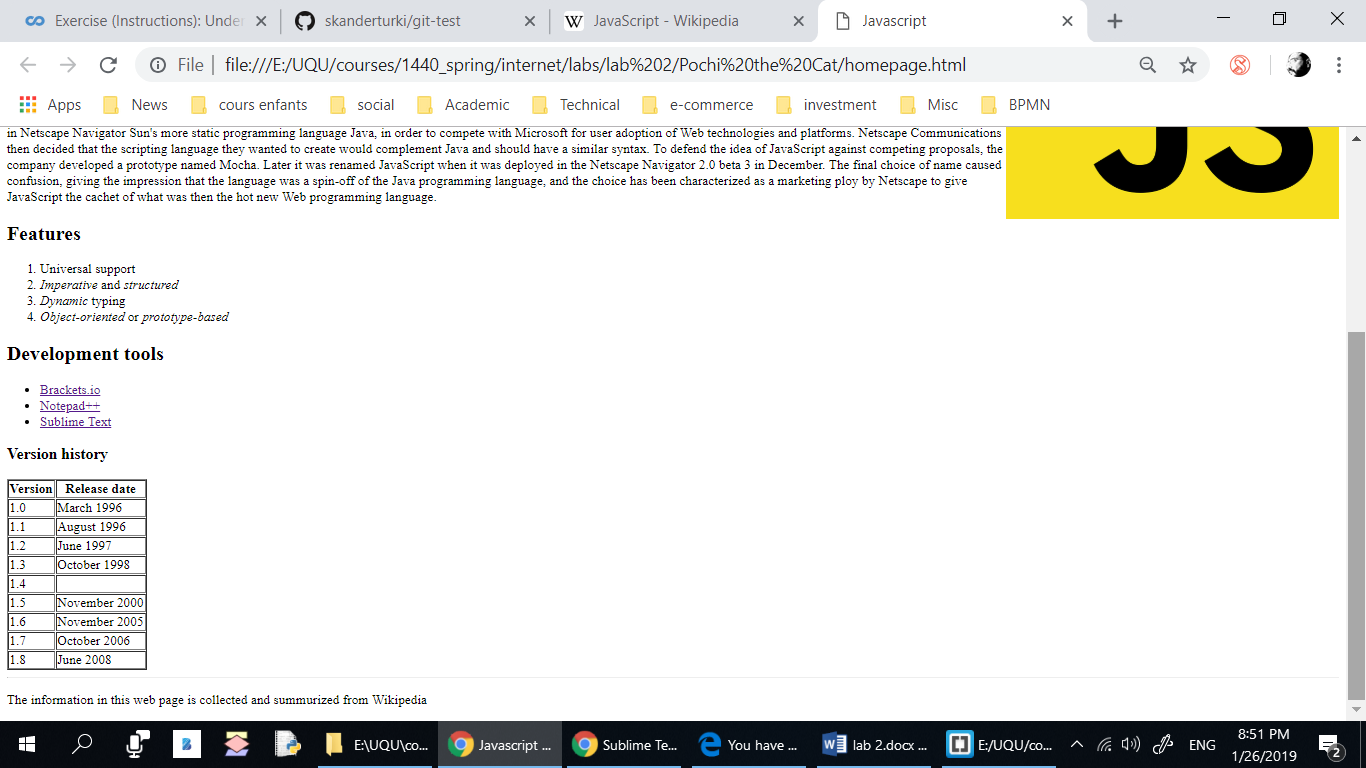 Exercise (Instructions): Under
skanderturki/git-test
JavaScript - Wikipedia
Javascript
File | file:///E:/UQU/courses/1440_spring/internet/labs/lab%202/Pochi%20the%20Cat/homepage.html
Apps News cours enfants social Academic Technical e-commerce investment Misc BPMN
in Netscape Navigator Sun's more static programming language Java, in order to compete with Microsoft for user adoption of Web technologies and platforms. Netscape Communications
then decided that the scripting language they wanted to create would complement Java and should have a similar syntax. To defend the idea of JavaScript against competing proposals, the
company developed a prototype named Mocha. Later it was renamed JavaScript when it was deployed in the Netscape Navigator 2.0 beta 3 in December. The final choice of name caused
confusion, giving the impression that the language was a spin-off of the Java programming language, and the choice has been characterized as a marketing ploy by Netscape to give
JavaScript the cachet of what was then the hot new Web programming language.
JS
Features
1. Universal support
2. Imperative and structured
3. Dynamic typing
4. Object-oriented or prototype-based
Development tools
• Brackets.io
• Notepad++
• Sublime Text
Version history
Version Release date
1.0 March 1996
1.1 August 1996
1.2 June 1997
1.3 October 1998
1.4
1.5 November 2000
1.6 November 2005
1.7 October 2006
1.8 June 2008
The information in this web page is collected and summurized from Wikipedia
E:\UQU\co...
Javascript ...
Sublime Te...
You have ...
lab 2.docx ...
E:/UQU/co...
ENG
8:51 PM
1/26/2019
2